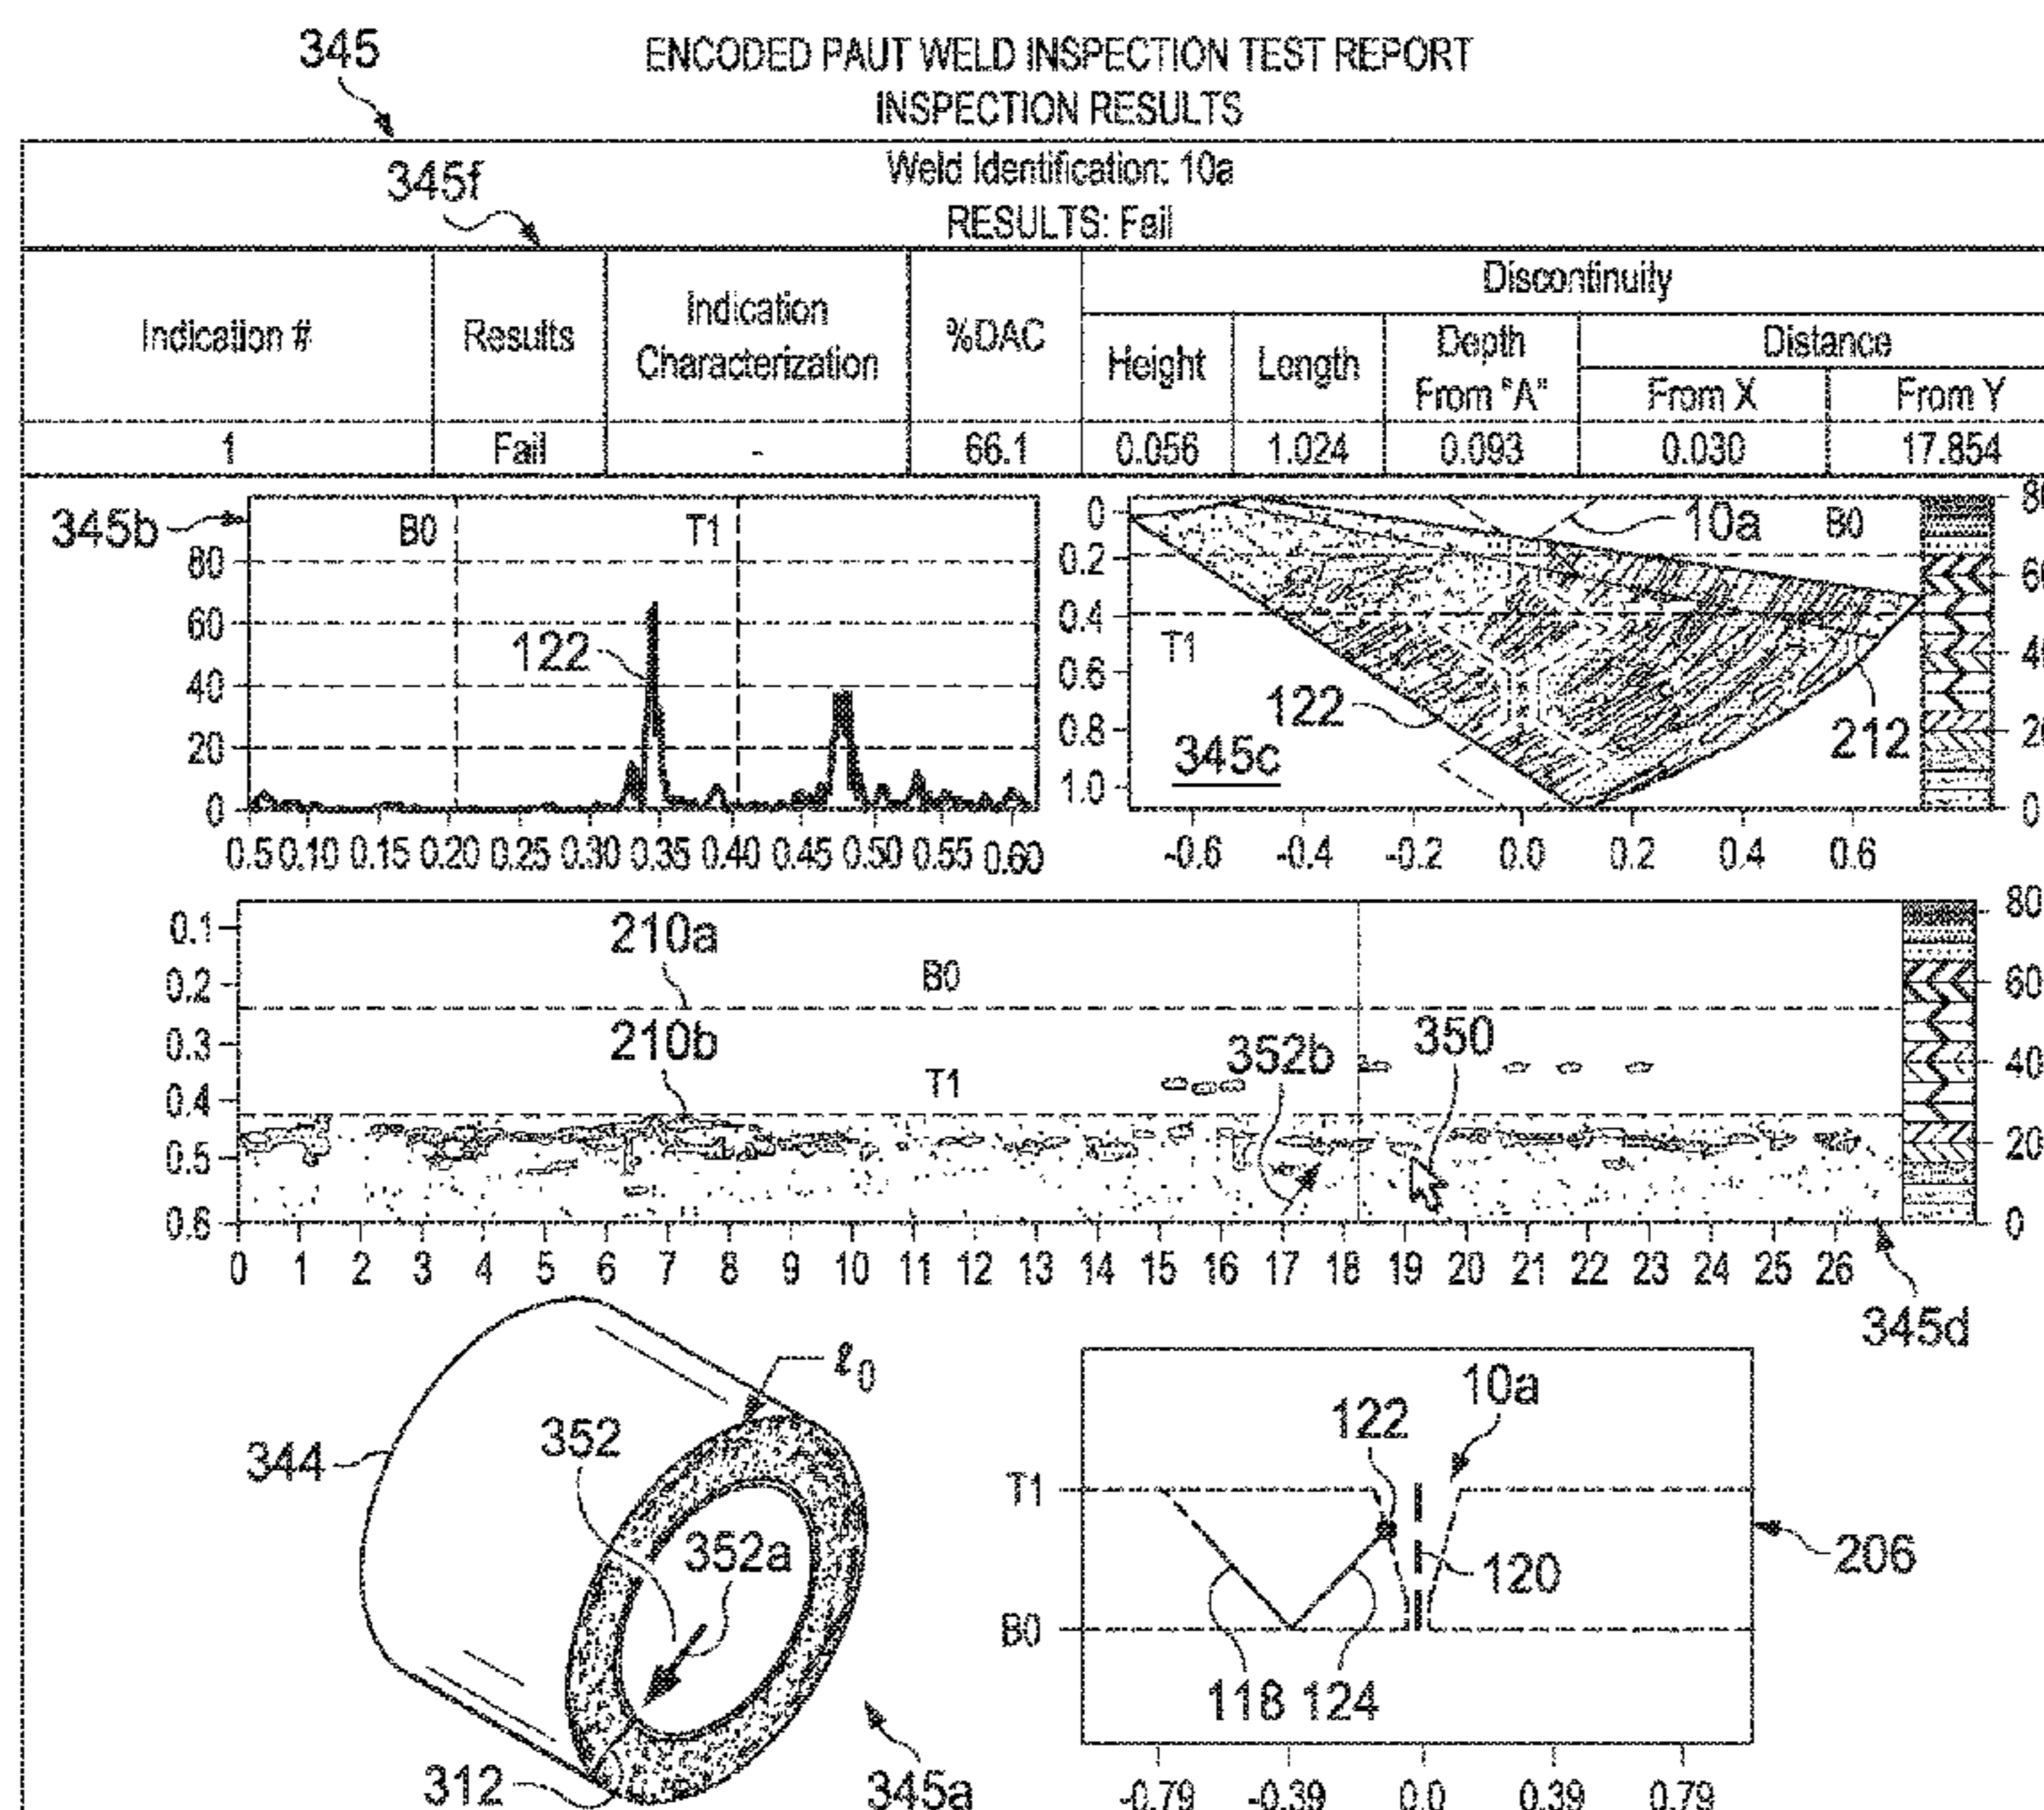 345
ENCODED PAUT WELD INSPECTION TEST REPORT
INSPECTION RESULTS
345f
Weld Identification: 10a
RESULTS: Fail
Indication #
Results
Indication
Characterization
%DAC
Discontinuity
Height
Length
Depth
From "A"
Distance
From X
From Y
1
Fail
-
66.1
0.056
1.024
0.093
0.030
17.854
345b
B0
T1
80
60
40
20
0
122
0.5 0.10 0.15 0.20 0.25 0.30 0.35 0.40 0.45 0.50 0.55 0.60
0
0.2
0.4
0.6
0.8
1.0
10a
B0
T1
122
345c
212
-0.6 -0.4 -0.2 0.0 0.2 0.4 0.6
0
0.1
0.2
0.3
0.4
0.5
0.6
210a
B0
210b
T1
352b
350
80
60
40
20
0
0 1 2 3 4 5 6 7 8 9 10 11 12 13 14 15 16 17 18 19 20 21 22 23 24 25 26
345d
ℓ0
344
352
352a
312
345a
10a
122
T1
120
206
B0
118 124
-0.79 -0.39 0.0 0.39 0.79